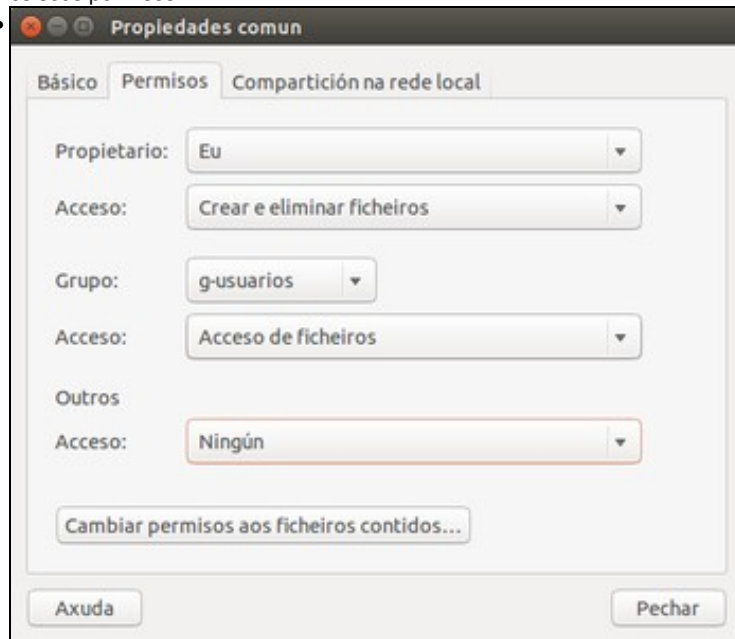 Propiedades comun
Básico Permisos Compartición na rede local
Propietario: Eu
Acceso: Crear e eliminar ficheiros
Grupo: g-usuarios
Acceso: Acceso de ficheiros
Outros
Acceso: Ningún
Cambiar permisos aos ficheiros contidos...
Axuda Pechar